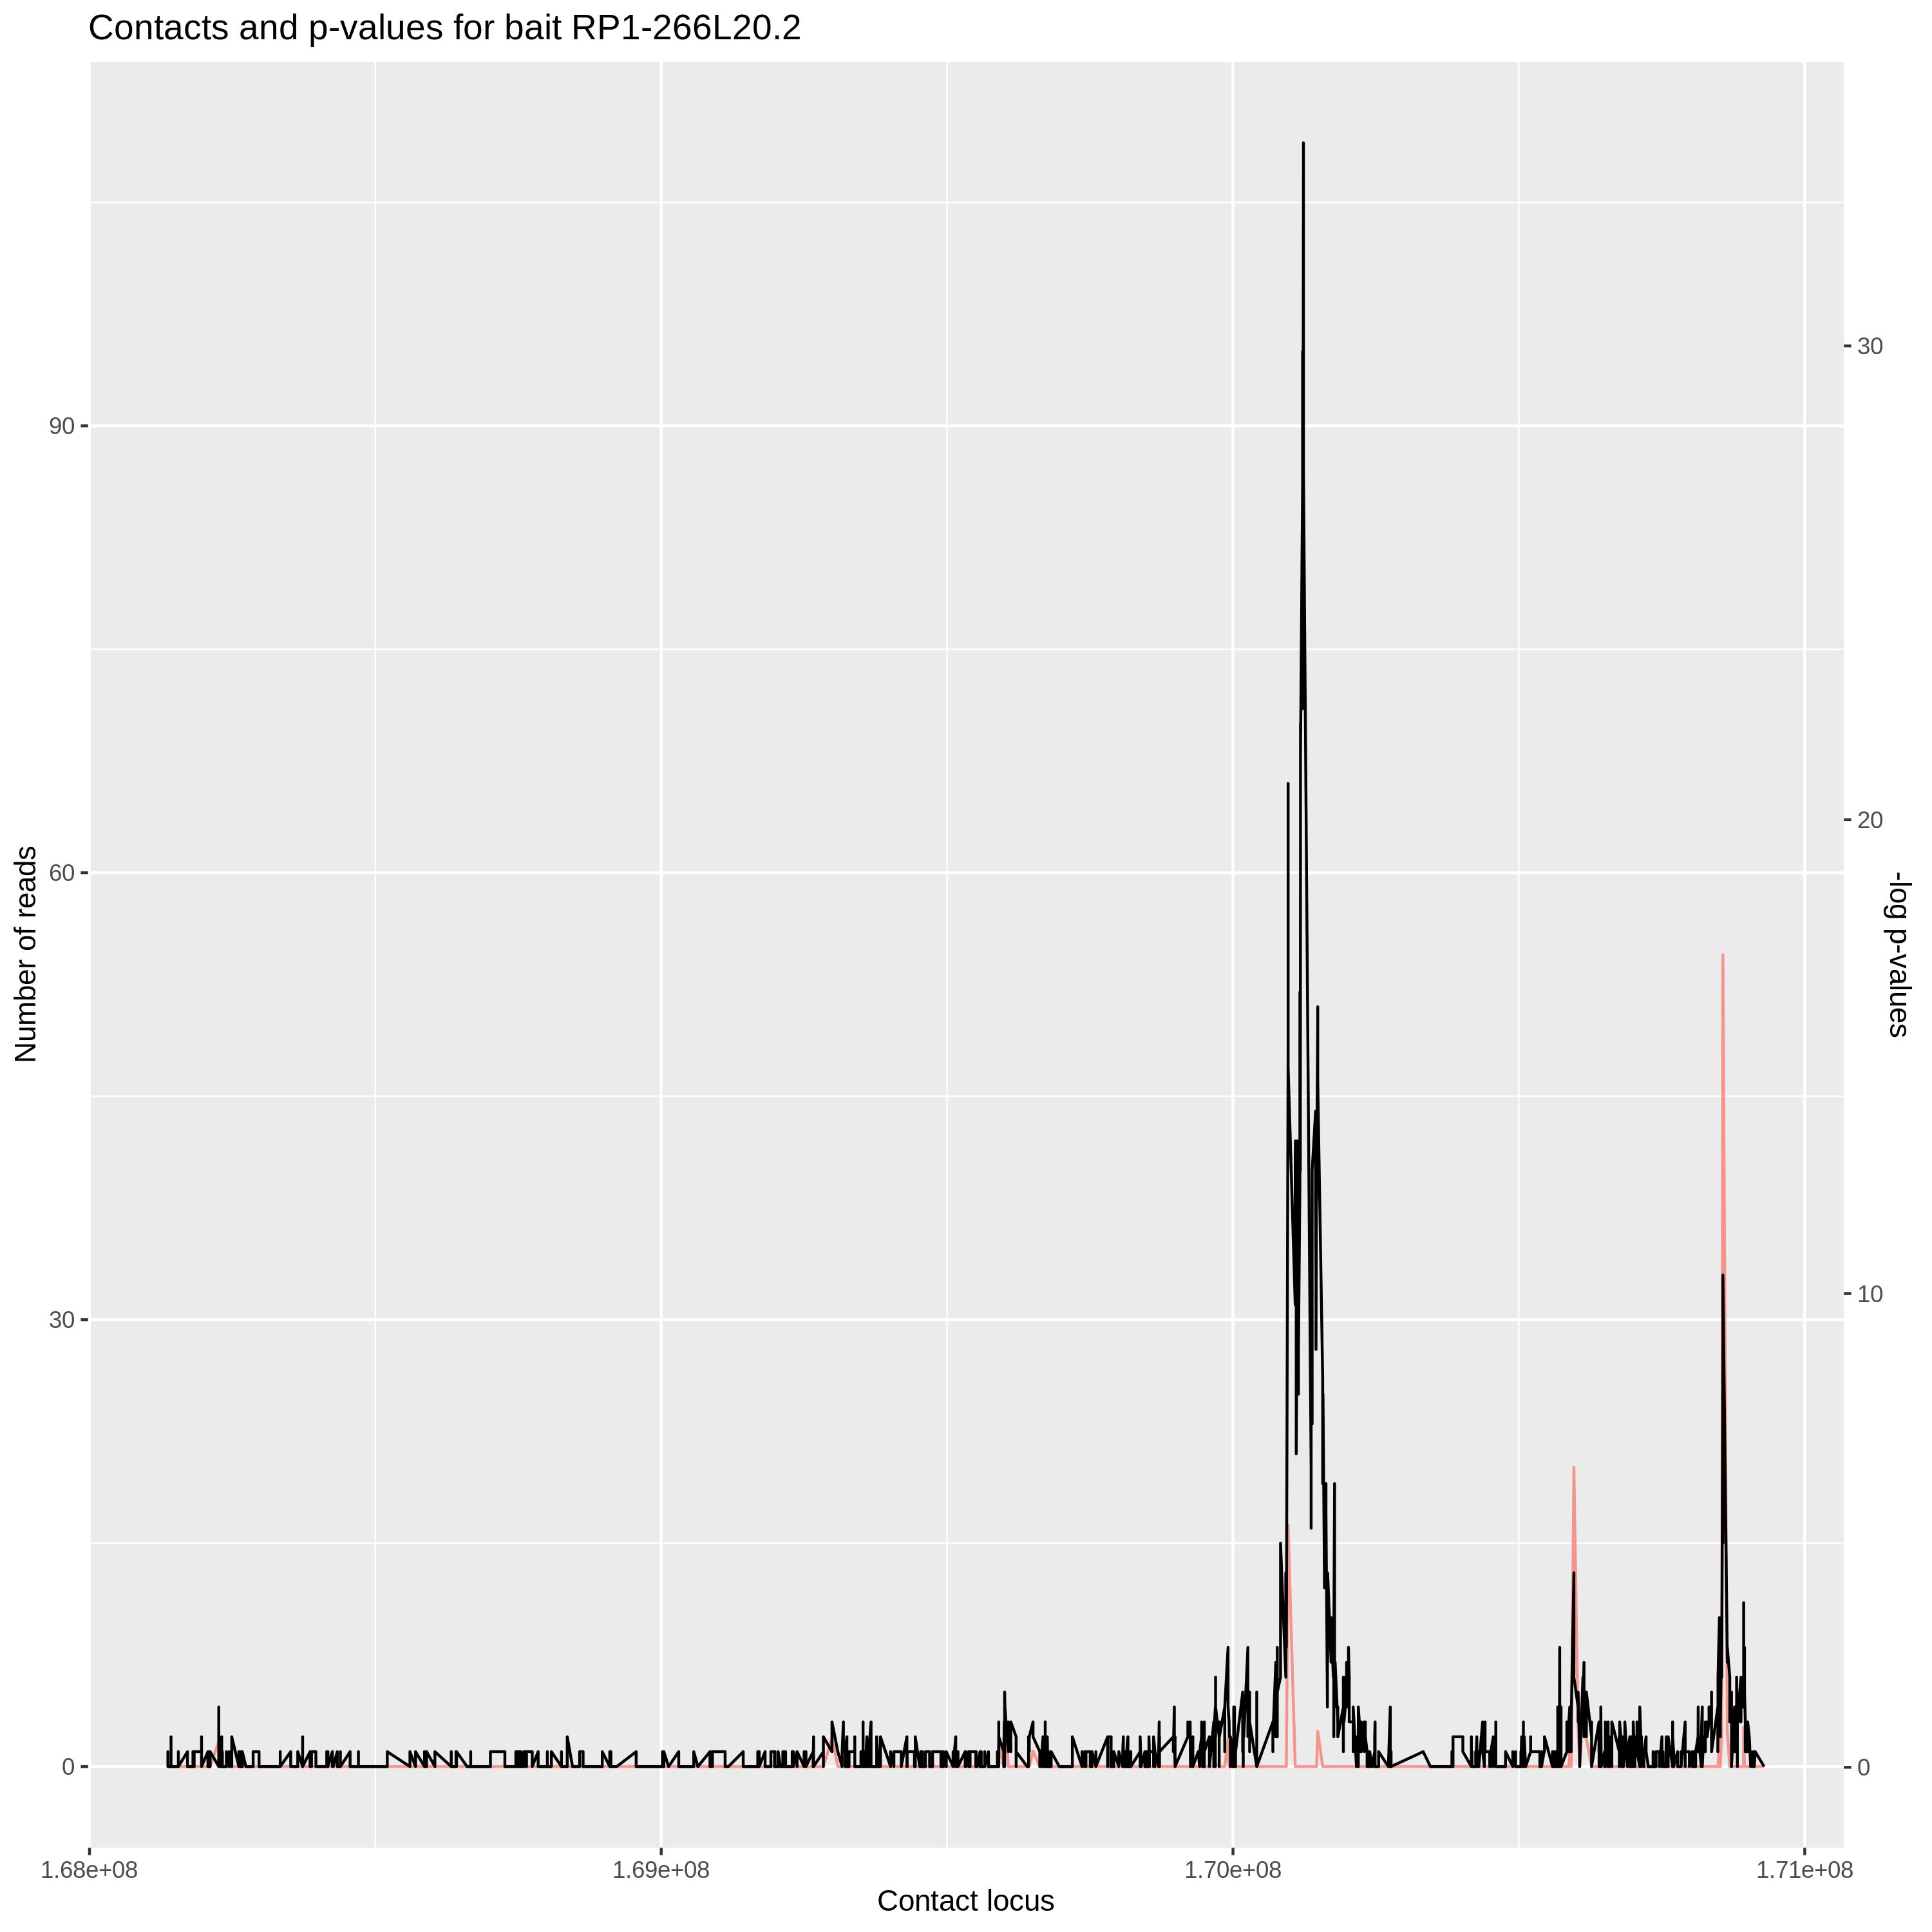 Contacts and p-values for bait RP1-266L20.2
90
60
30
0
Number of reads
30
20
10
0
-log p-values
1.68e+08
1.69e+08
1.70e+08
1.71e+08
Contact locus